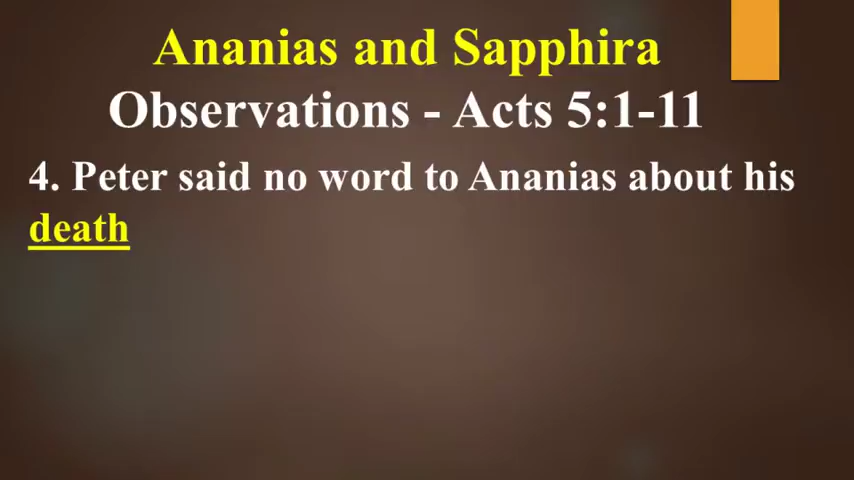 Ananias and Sapphira
Observations - Acts 5:1-11
4. Peter said no word to Ananias about his
death